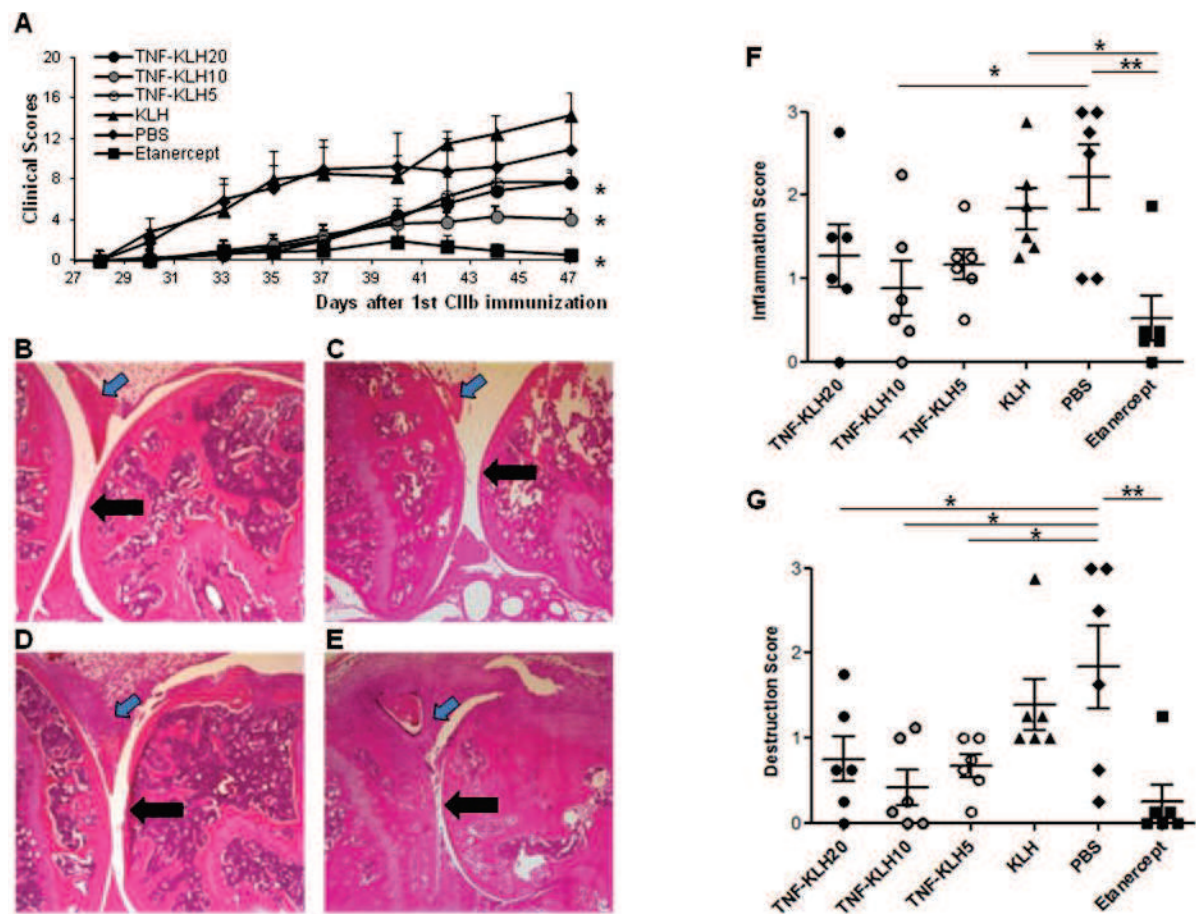 A
20
16
12
8
4
0
Clinical Scores
TNF-KLH20
TNF-KLH10
TNF-KLH5
KLH
PBS
Etanercept
*
*
*
27 29 31 33 35 37 39 41 43 45 47
Days after 1st CIIb immunization
B
C
D
E
F
*
*
**
3
2
1
0
Inflammation Score
TNF-KLH20
TNF-KLH10
TNF-KLH5
KLH
PBS
Etanercept
G
*
**
*
*
3
2
1
0
Destruction Score
TNF-KLH20
TNF-KLH10
TNF-KLH5
KLH
PBS
Etanercept